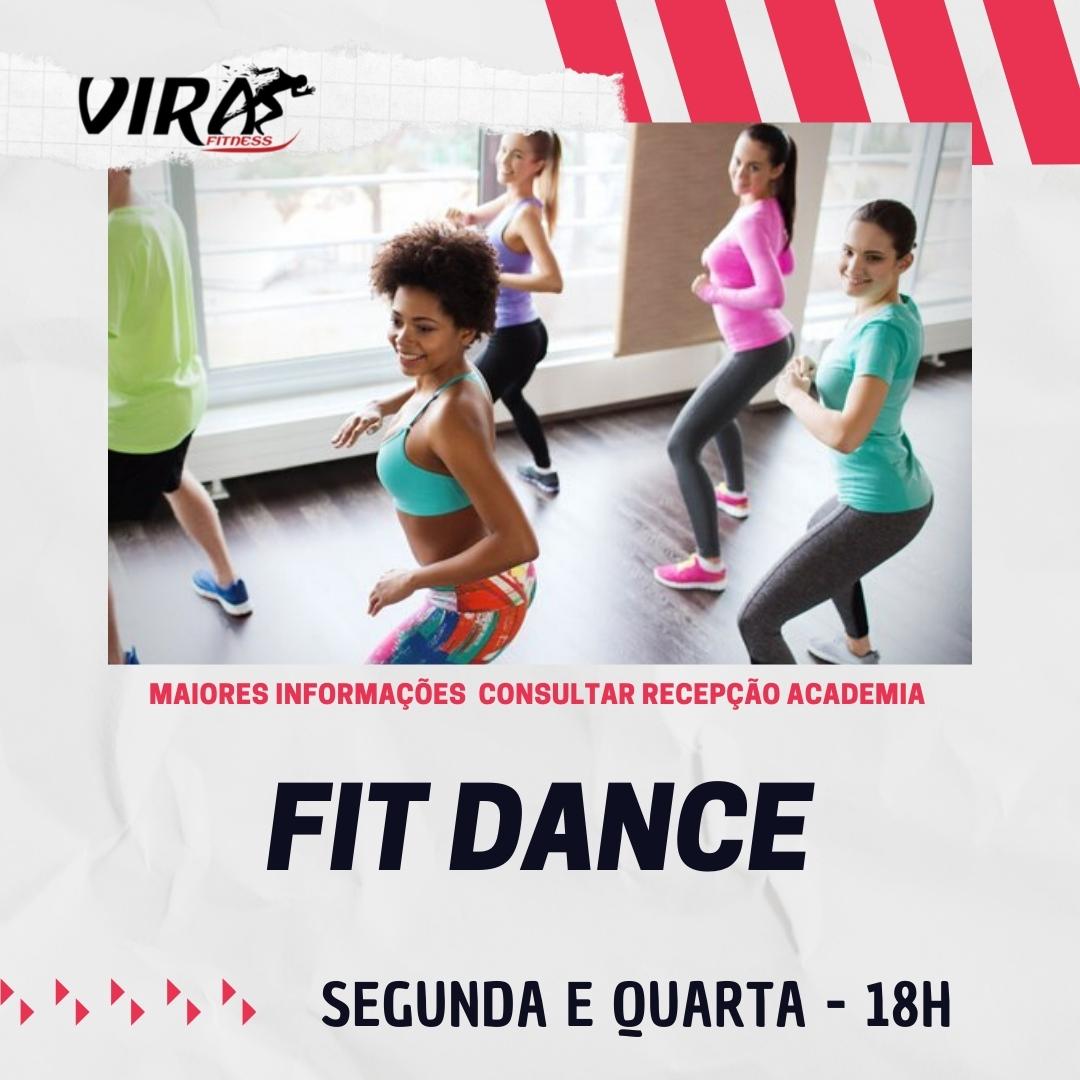 VIRA
FITNESS
MAIORES INFORMAÇÕES CONSULTAR RECEPÇÃO ACADEMIA
FIT DANCE
SEGUNDA E QUARTA - 18H